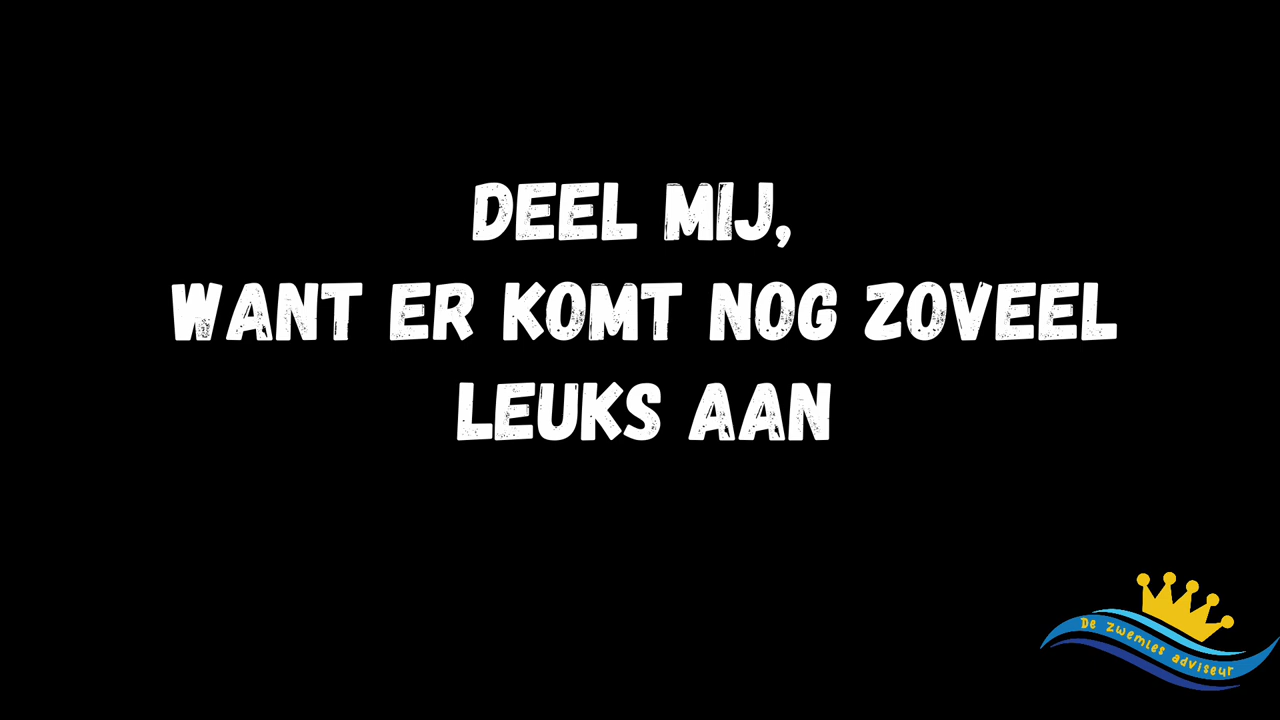 DEEL MIJ,
WANT ER KOMT NOG ZOVEEL
LEUKS AAN
De Zwemles adviseur